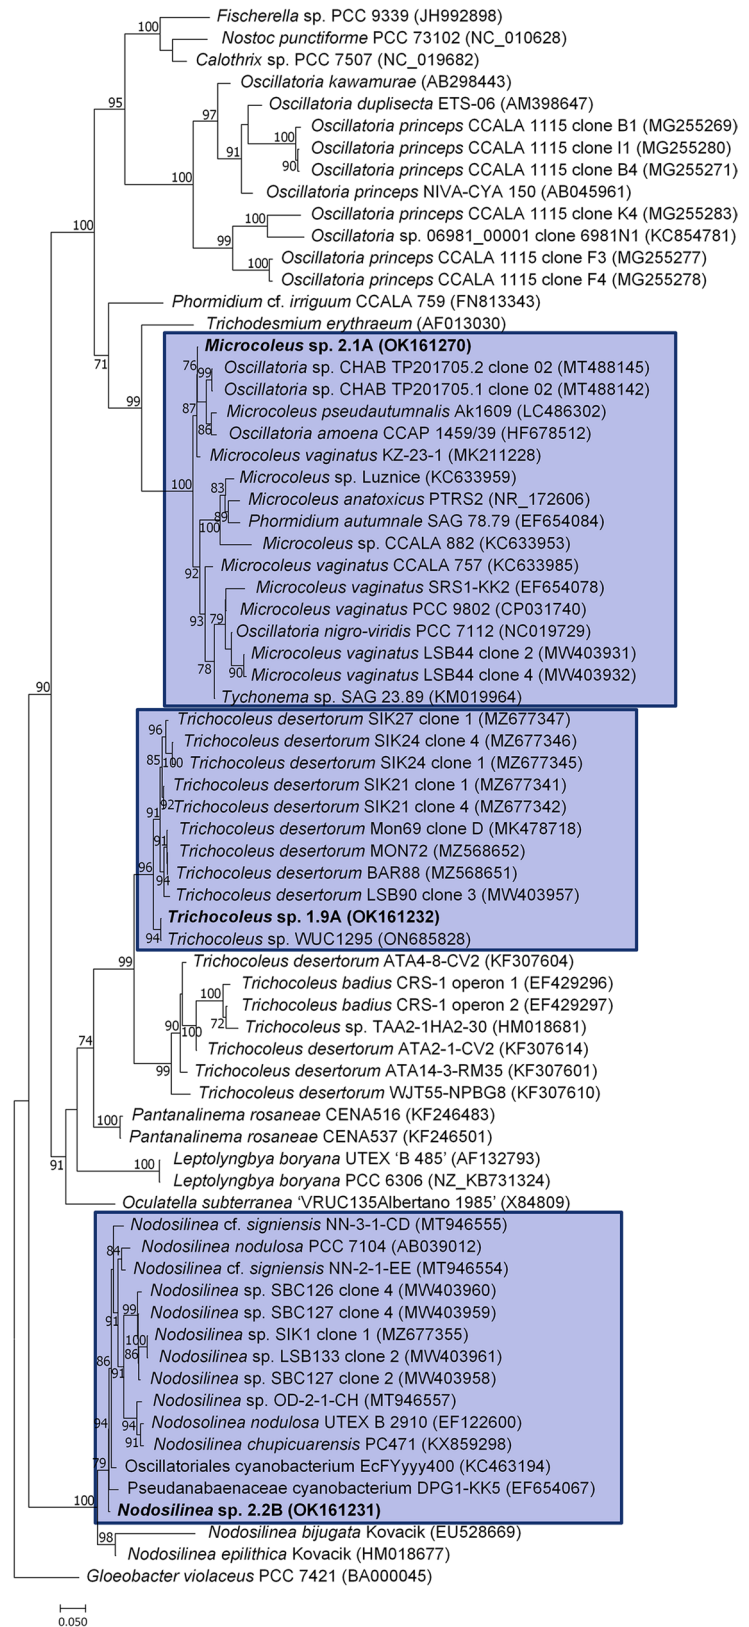 Fischerella sp. PCC 9339 (JH992898)
100
Nostoc punctiforme PCC 73102 (NC_010628)
Calothrix sp. PCC 7507 (NC_019682)
Oscillatoria kawamurae (AB298443)
95
97
Oscillatoria duplisecta ETS-06 (AM398647)
Oscillatoria princeps CCALA 1115 clone B1 (MG255269)
100
Oscillatoria princeps CCALA 1115 clone I1 (MG255280)
91
90
Oscillatoria princeps CCALA 1115 clone B4 (MG255271)
100
Oscillatoria princeps NIVA-CYA 150 (AB045961)
100
Oscillatoria princeps CCALA 1115 clone K4 (MG255283)
100
99
Oscillatoria sp. 06981_00001 clone 6981N1 (KC854781)
100
Oscillatoria princeps CCALA 1115 clone F3 (MG255277)
Oscillatoria princeps CCALA 1115 clone F4 (MG255278)
Phormidium cf. irriguum CCALA 759 (FN813343)
Trichodesmium erythraeum (AF013030)
71
Microcoleus sp. 2.1A (OK161270)
76
99
Oscillatoria sp. CHAB TP201705.2 clone 02 (MT488145)
Oscillatoria sp. CHAB TP201705.1 clone 02 (MT488142)
99
87
Microcoleus pseudautumnalis Ak1609 (LC486302)
86
Oscillatoria amoena CCAP 1459/39 (HF678512)
Microcoleus vaginatus KZ-23-1 (MK211228)
100
Microcoleus sp. Luznice (KC633959)
83
Microcoleus anatoxicus PTRS2 (NR_172606)
89
100
Phormidium autumnale SAG 78.79 (EF654084)
Microcoleus sp. CCALA 882 (KC633953)
92
Microcoleus vaginatus CCALA 757 (KC633985)
Microcoleus vaginatus SRS1-KK2 (EF654078)
Microcoleus vaginatus PCC 9802 (CP031740)
93
79
Oscillatoria nigro-viridis PCC 7112 (NC019729)
Microcoleus vaginatus LSB44 clone 2 (MW403931)
78
90
Microcoleus vaginatus LSB44 clone 4 (MW403932)
90
Tychonema sp. SAG 23.89 (KM019964)
Trichocoleus desertorum SIK27 clone 1 (MZ677347)
96
Trichocoleus desertorum SIK24 clone 4 (MZ677346)
85
100
Trichocoleus desertorum SIK24 clone 1 (MZ677345)
Trichocoleus desertorum SIK21 clone 1 (MZ677341)
92
Trichocoleus desertorum SIK21 clone 4 (MZ677342)
91
Trichocoleus desertorum Mon69 clone D (MK478718)
91
Trichocoleus desertorum MON72 (MZ568652)
96
Trichocoleus desertorum BAR88 (MZ568651)
94
Trichocoleus desertorum LSB90 clone 3 (MW403957)
Trichocoleus sp. 1.9A (OK161232)
94
Trichocoleus sp. WUC1295 (ON685828)
99
Trichocoleus desertorum ATA4-8-CV2 (KF307604)
Trichocoleus badius CRS-1 operon 1 (EF429296)
100
Trichocoleus badius CRS-1 operon 2 (EF429297)
90
100
72
Trichocoleus sp. TAA2-1HA2-30 (HM018681)
74
Trichocoleus desertorum ATA2-1-CV2 (KF307614)
99
Trichocoleus desertorum ATA14-3-RM35 (KF307601)
Trichocoleus desertorum WJT55-NPBG8 (KF307610)
100
Pantanalinema rosaneae CENA516 (KF246483)
Pantanalinema rosaneae CENA537 (KF246501)
91
100
Leptolyngbya boryana UTEX ‘B 485’ (AF132793)
Leptolyngbya boryana PCC 6306 (NZ_KB731324)
Oculatella subterranea ‘VRUC135Albertano 1985’ (X84809)
Nodosilinea cf. signiensis NN-3-1-CD (MT946555)
84
Nodosilinea nodulosa PCC 7104 (AB039012)
Nodosilinea cf. signiensis NN-2-1-EE (MT946554)
Nodosilinea sp. SBC126 clone 4 (MW403960)
99
91
Nodosilinea sp. SBC127 clone 4 (MW403959)
100
Nodosilinea sp. SIK1 clone 1 (MZ677355)
86
86
Nodosilinea sp. LSB133 clone 2 (MW403961)
91
Nodosilinea sp. SBC127 clone 2 (MW403958)
Nodosilinea sp. OD-2-1-CH (MT946557)
94
94
Nodosolinea nodulosa UTEX B 2910 (EF122600)
91
Nodosilinea chupicuarensis PC471 (KX859298)
79
Oscillatoriales cyanobacterium EcFYyyy400 (KC463194)
Pseudanabaenaceae cyanobacterium DPG1-KK5 (EF654067)
100
Nodosilinea sp. 2.2B (OK161231)
98
Nodosilinea bijugata Kovacik (EU528669)
Nodosilinea epilithica Kovacik (HM018677)
Gloeobacter violaceus PCC 7421 (BA000045)
0.050